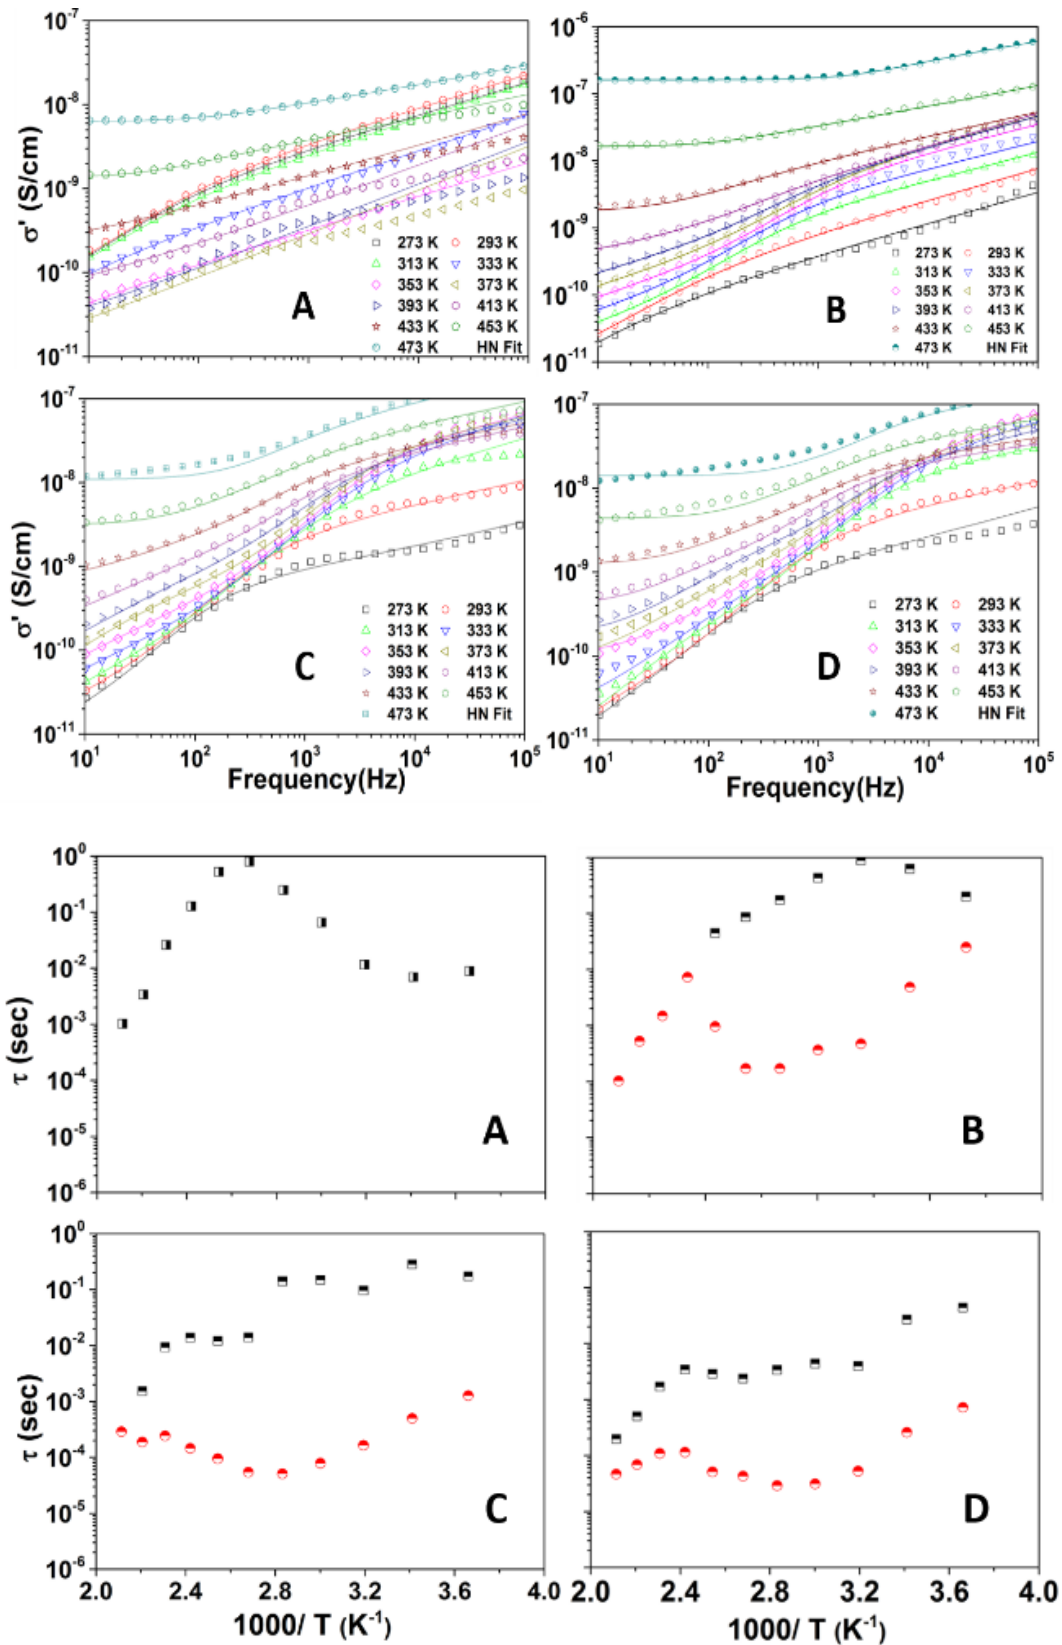 10⁻⁷
10⁻⁸
10⁻⁹
10⁻¹⁰
10⁻¹¹
σ' (S/cm)
273 K 293 K
313 K 333 K
353 K 373 K
393 K 413 K
433 K 453 K
473 K HN Fit
A
10⁻⁶
10⁻⁷
10⁻⁸
10⁻⁹
10⁻¹⁰
10⁻¹¹
273 K 293 K
313 K 333 K
353 K 373 K
393 K 413 K
433 K 453 K
473 K HN Fit
B
10⁻⁷
10⁻⁸
10⁻⁹
10⁻¹⁰
10⁻¹¹
σ' (S/cm)
273 K 293 K
313 K 333 K
353 K 373 K
393 K 413 K
433 K 453 K
473 K HN Fit
C
10¹ 10² 10³ 10⁴ 10⁵
Frequency(Hz)
10⁻⁷
10⁻⁸
10⁻⁹
10⁻¹⁰
10⁻¹¹
273 K 293 K
313 K 333 K
353 K 373 K
393 K 413 K
433 K 453 K
473 K HN Fit
D
10¹ 10² 10³ 10⁴ 10⁵
Frequency(Hz)
10⁰
10⁻¹
10⁻²
10⁻³
10⁻⁴
10⁻⁵
10⁻⁶
τ (sec)
A
B
10⁰
10⁻¹
10⁻²
10⁻³
10⁻⁴
10⁻⁵
10⁻⁶
τ (sec)
C
2.0 2.4 2.8 3.2 3.6 4.0
1000/ T (K⁻¹)
D
2.0 2.4 2.8 3.2 3.6 4.0
1000/ T (K⁻¹)